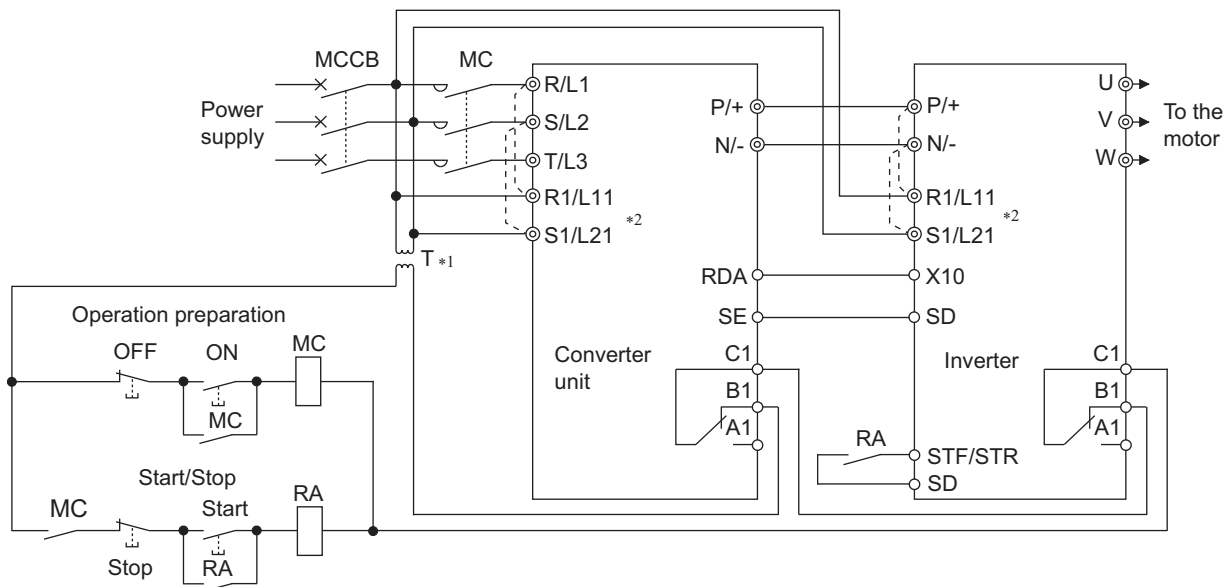 MCCB
MC
Power
supply
R/L1
S/L2
T/L3
R1/L11
*2
S1/L21
T *1
P/+
N/-
RDA
SE
Converter
unit
C1
B1
A1
P/+
N/-
R1/L11
*2
S1/L21
X10
SD
Inverter
U
V
W
To the
motor
C1
B1
A1
RA
STF/STR
SD
Operation preparation
OFF
ON
MC
MC
Start/Stop
MC
Start
RA
Stop
RA